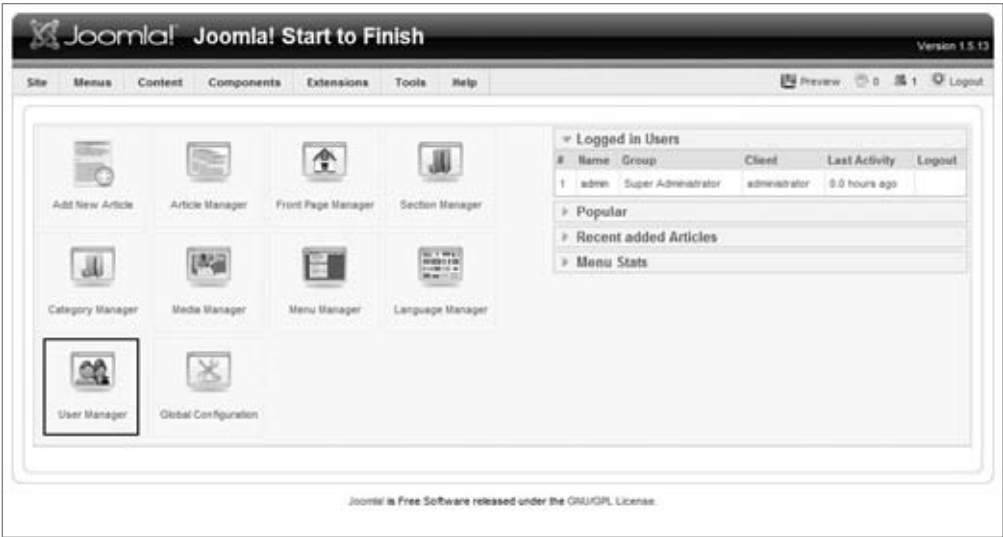 Joomla! Joomla! Start to Finish
Version 1.5.13
Site Menus Content Components Extensions Tools Help Preview 0 1 Logout
Logged in Users
# Name Group Client Last Activity Logout
1 admin Super Administrator administrator 0.0 hours ago
Popular
Recent added Articles
Menu Stats
Add New Article Article Manager Front Page Manager Section Manager
Category Manager Media Manager Menu Manager Language Manager
User Manager Global Configuration
Joomla! is Free Software released under the GNU/GPL License.